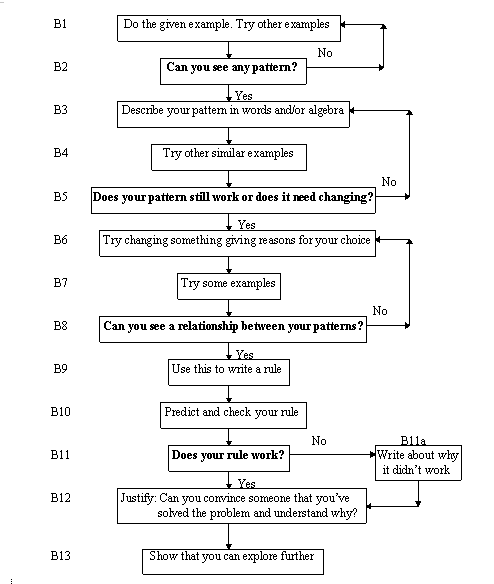 B1 Do the given example. Try other examples
No
B2 Can you see any pattern?
Yes
B3 Describe your pattern in words and/or algebra
B4 Try other similar examples
No
B5 Does your pattern still work or does it need changing?
Yes
B6 Try changing something giving reasons for your choice
B7 Try some examples
No
B8 Can you see a relationship between your patterns?
Yes
B9 Use this to write a rule
B10 Predict and check your rule
No B11a
B11 Does your rule work? Write about why
it didn't work
Yes
B12 Justify: Can you convince someone that you've
solved the problem and understand why?
B13 Show that you can explore further